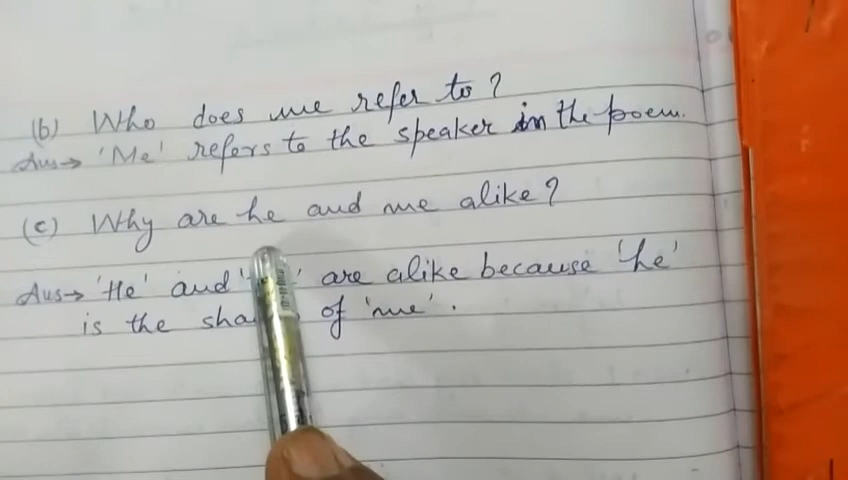 (b) Who does me refer to?
Ans→ 'Me' refers to the speaker in the poem.
(c) Why are he and me alike?
Ans→ 'He' and ' ' are alike because 'he'
is the sha of 'me'.